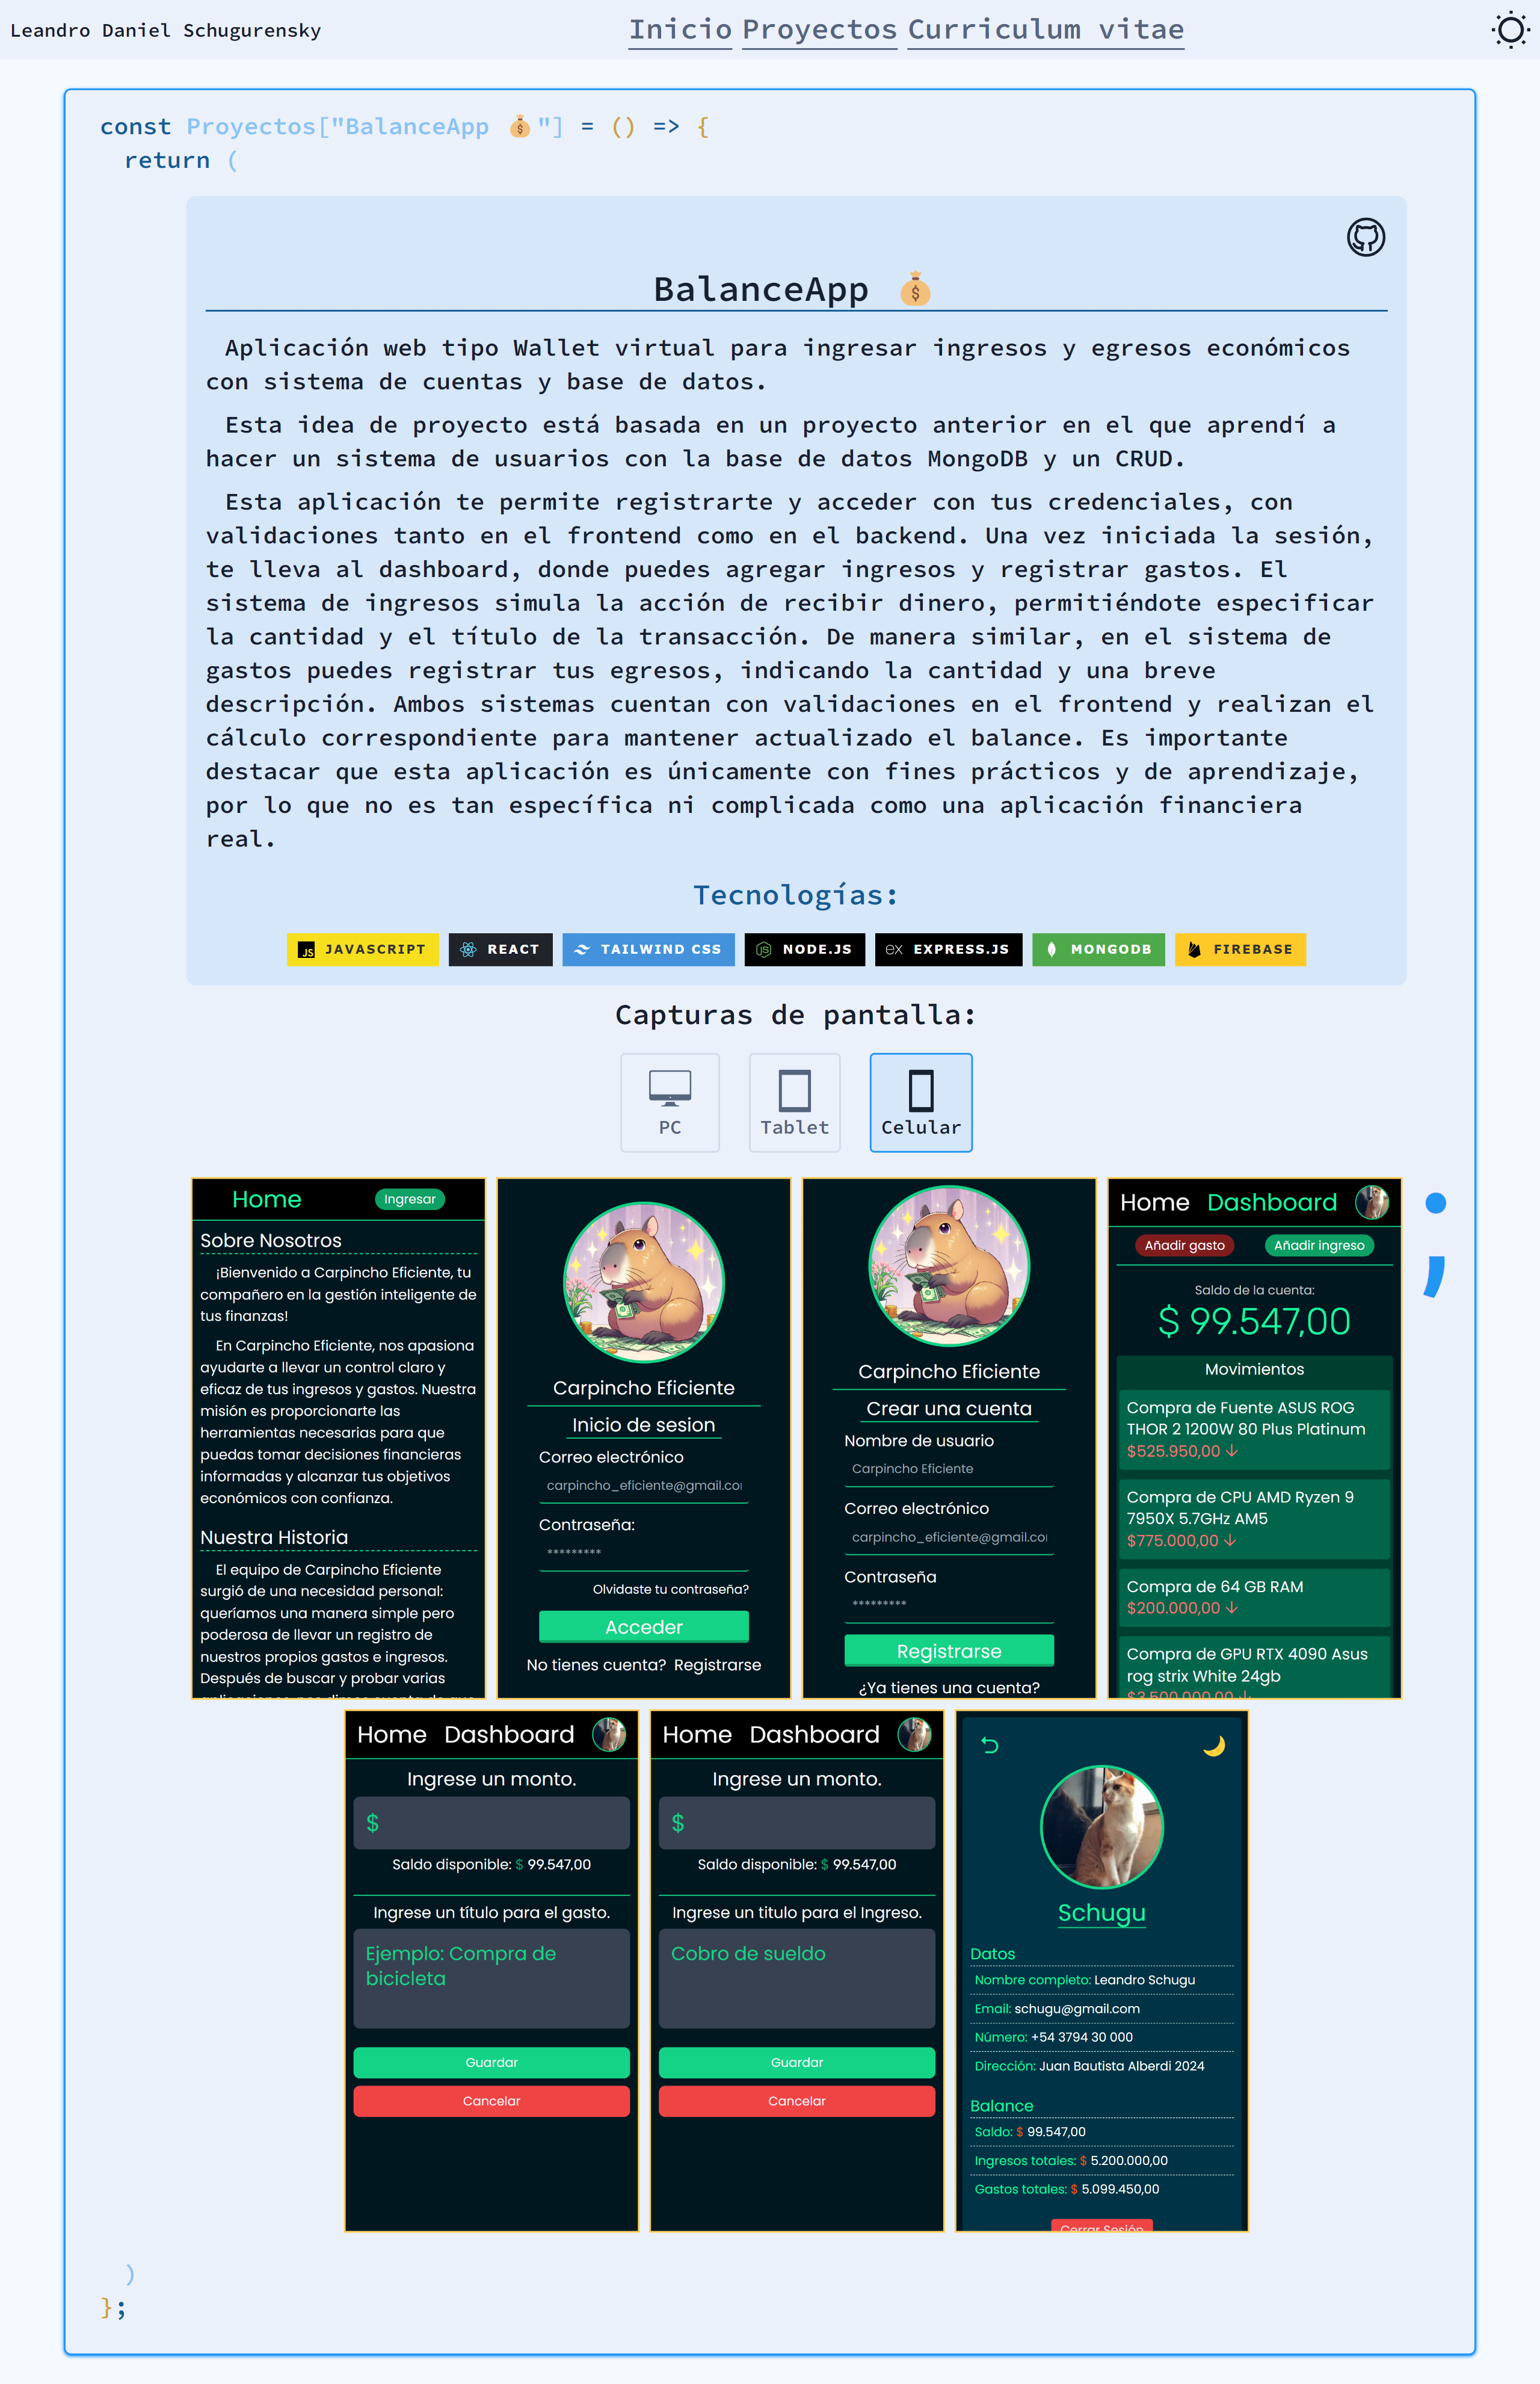 Leandro Daniel Schugurensky
Inicio Proyectos Curriculum vitae
const Proyectos["BalanceApp 💰"] = () => {
return (
BalanceApp 💰
Aplicación web tipo Wallet virtual para ingresar ingresos y egresos económicos
con sistema de cuentas y base de datos.
Esta idea de proyecto está basada en un proyecto anterior en el que aprendí a
hacer un sistema de usuarios con la base de datos MongoDB y un CRUD.
Esta aplicación te permite registrarte y acceder con tus credenciales, con
validaciones tanto en el frontend como en el backend. Una vez iniciada la sesión,
te lleva al dashboard, donde puedes agregar ingresos y registrar gastos. El
sistema de ingresos simula la acción de recibir dinero, permitiéndote especificar
la cantidad y el título de la transacción. De manera similar, en el sistema de
gastos puedes registrar tus egresos, indicando la cantidad y una breve
descripción. Ambos sistemas cuentan con validaciones en el frontend y realizan el
cálculo correspondiente para mantener actualizado el balance. Es importante
destacar que esta aplicación es únicamente con fines prácticos y de aprendizaje,
por lo que no es tan específica ni complicada como una aplicación financiera
real.
Tecnologías:
JS JAVASCRIPT REACT TAILWIND CSS JS NODE.JS ex EXPRESS.JS MONGODB FIREBASE
Capturas de pantalla:
PC Tablet Celular
Home Ingresar
Sobre Nosotros
¡Bienvenido a Carpincho Eficiente, tu
compañero en la gestión inteligente de
tus finanzas!
En Carpincho Eficiente, nos apasiona
ayudarte a llevar un control claro y
eficaz de tus ingresos y gastos. Nuestra
misión es proporcionarte las
herramientas necesarias para que
puedas tomar decisiones financieras
informadas y alcanzar tus objetivos
económicos con confianza.
Nuestra Historia
El equipo de Carpincho Eficiente
surgió de una necesidad personal:
queríamos una manera simple pero
poderosa de llevar un registro de
nuestros propios gastos e ingresos.
Después de buscar y probar varias
Carpincho Eficiente
Inicio de sesion
Correo electrónico
carpincho_eficiente@gmail.co
Contraseña:
*********
Olvidaste tu contraseña?
Acceder
No tienes cuenta? Registrarse
Carpincho Eficiente
Crear una cuenta
Nombre de usuario
Carpincho Eficiente
Correo electrónico
carpincho_eficiente@gmail.co
Contraseña
*********
Registrarse
¿Ya tienes una cuenta?
Home Dashboard
Añadir gasto Añadir ingreso
Saldo de la cuenta:
$ 99.547,00
Movimientos
Compra de Fuente ASUS ROG
THOR 2 1200W 80 Plus Platinum
$525.950,00 ↓
Compra de CPU AMD Ryzen 9
7950X 5.7GHz AM5
$775.000,00 ↓
Compra de 64 GB RAM
$200.000,00 ↓
Compra de GPU RTX 4090 Asus
rog strix White 24gb
$3.500.000,00 ↓
;
Home Dashboard
Ingrese un monto.
$
Saldo disponible: $ 99.547,00
Ingrese un título para el gasto.
Ejemplo: Compra de
bicicleta
Guardar
Cancelar
Home Dashboard
Ingrese un monto.
$
Saldo disponible: $ 99.547,00
Ingrese un titulo para el Ingreso.
Cobro de sueldo
Guardar
Cancelar
Schugu
Datos
Nombre completo: Leandro Schugu
Email: schugu@gmail.com
Número: +54 3794 30 000
Dirección: Juan Bautista Alberdi 2024
Balance
Saldo: $ 99.547,00
Ingresos totales: $ 5.200.000,00
Gastos totales: $ 5.099.450,00
Cerrar Sesión
)
};